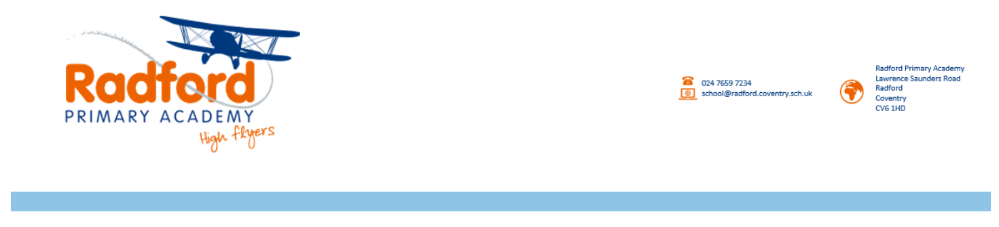 Radford
PRIMARY ACADEMY
High flyers
024 7659 7234
school@radford.coventry.sch.uk
Radford Primary Academy
Lawrence Saunders Road
Radford
Coventry
CV6 1HD